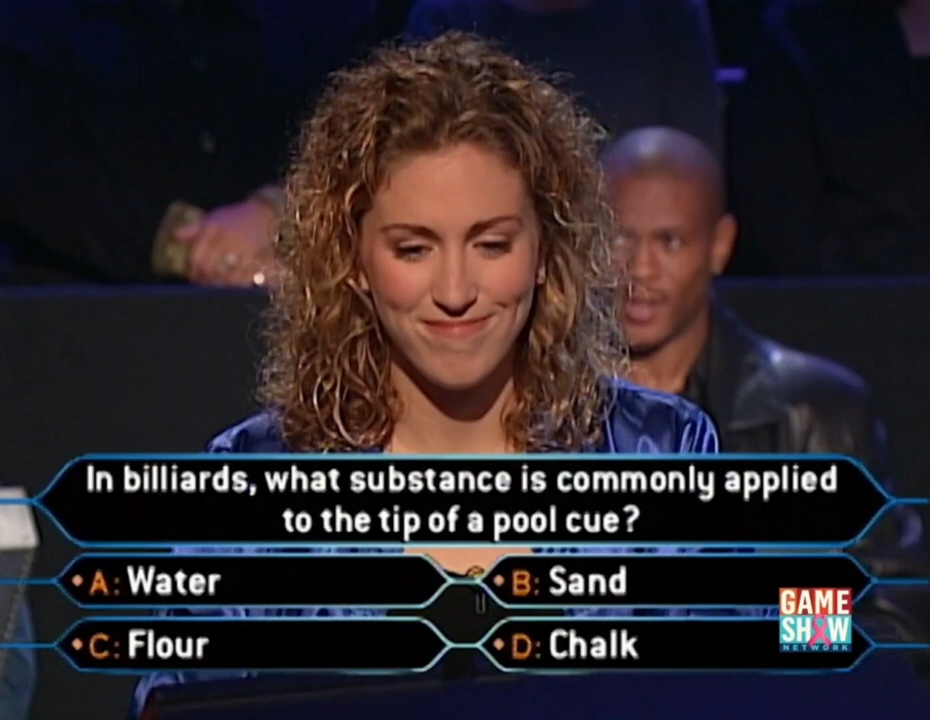 In billiards, what substance is commonly applied
to the tip of a pool cue?
A: Water
B: Sand
C: Flour
D: Chalk
GAME
SHOW
NETWORK